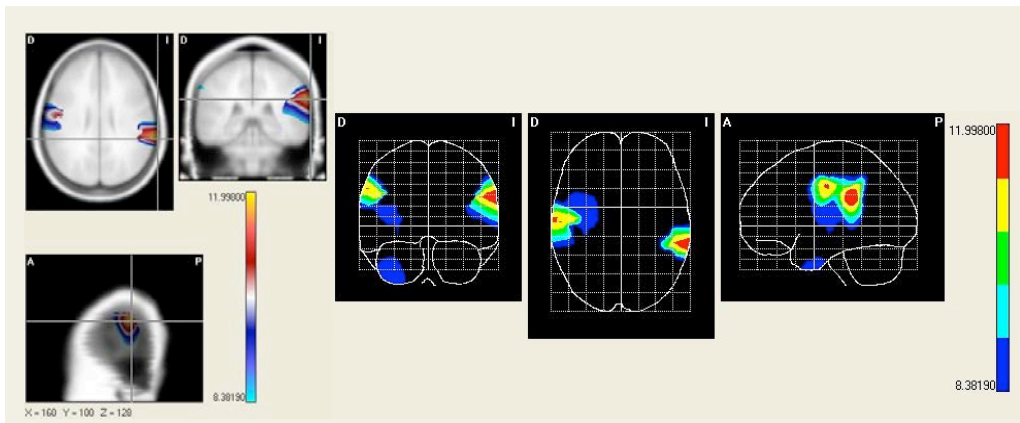 D I
D I
11.99800
8.38190
A P
X = 160 Y = 100 Z = 128
D I
D I
A P
11.99800
8.38190